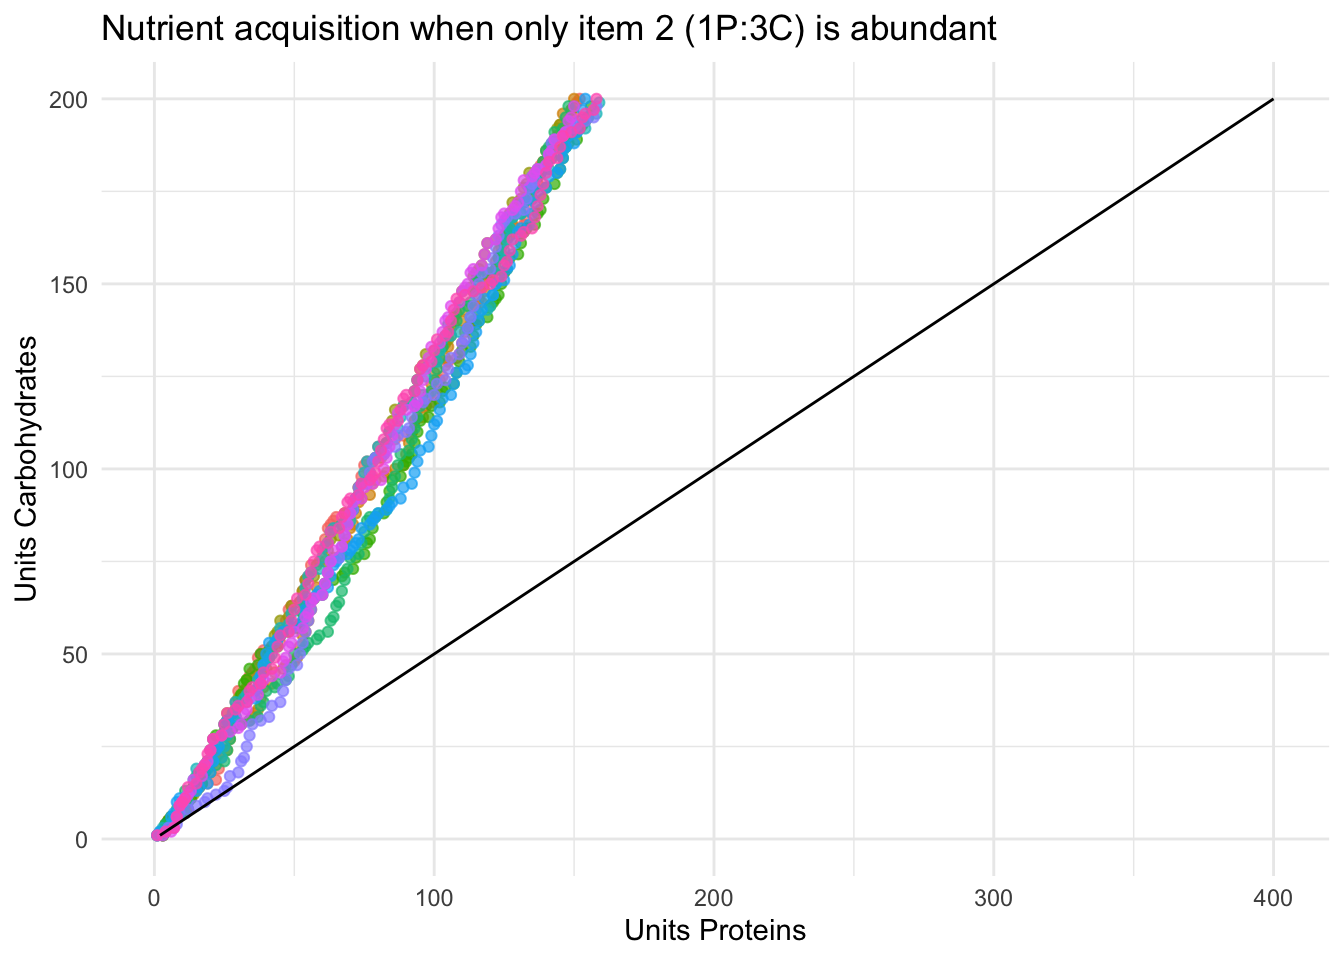 Nutrient acquisition when only item 2 (1P:3C) is abundant
Units Carbohydrates
200
150
100
50
0
0 100 200 300 400
Units Proteins